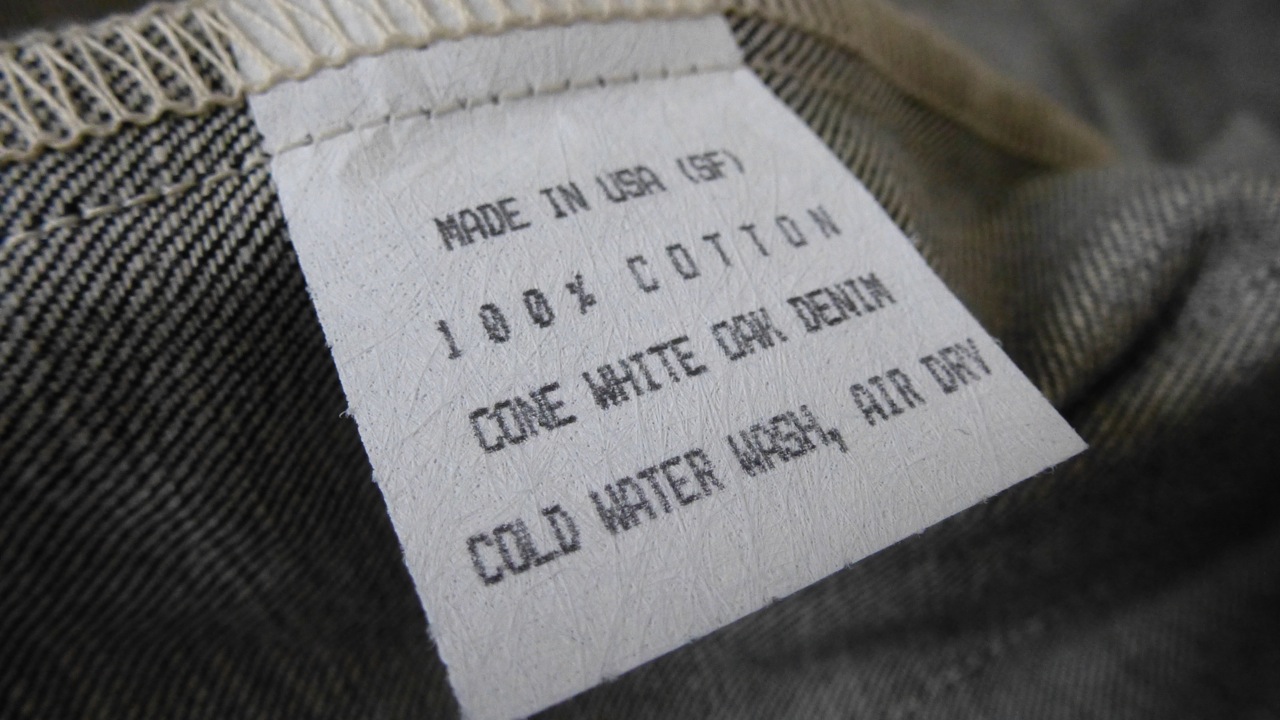 MADE IN USA (SF)
100% COTTON
CONE WHITE OAK DENIM
COLD WATER WASH, AIR DRY